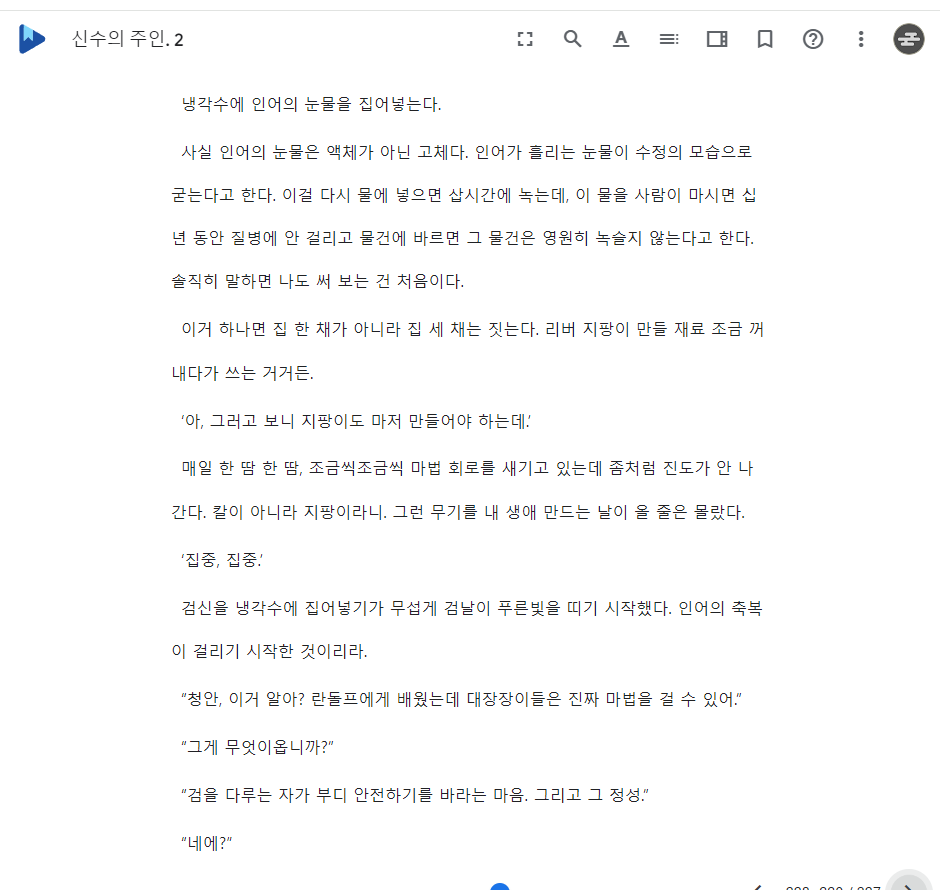 신수의 주인. 2
냉각수에 인어의 눈물을 집어넣는다.
사실 인어의 눈물은 액체가 아닌 고체다. 인어가 흘리는 눈물이 수정의 모습으로
굳는다고 한다. 이걸 다시 물에 넣으면 삽시간에 녹는데, 이 물을 사람이 마시면 십
년 동안 질병에 안 걸리고 물건에 바르면 그 물건은 영원히 녹슬지 않는다고 한다.
솔직히 말하면 나도 써 보는 건 처음이다.
이거 하나면 집 한 채가 아니라 집 세 채는 짓는다. 리버 지팡이 만들 재료 조금 꺼
내다가 쓰는 거거든.
‘아, 그러고 보니 지팡이도 마저 만들어야 하는데.’
매일 한 땀 한 땀, 조금씩조금씩 마법 회로를 새기고 있는데 좀처럼 진도가 안 나
간다. 칼이 아니라 지팡이라니. 그런 무기를 내 생애 만드는 날이 올 줄은 몰랐다.
‘집중, 집중.’
검신을 냉각수에 집어넣기가 무섭게 검날이 푸른빛을 띠기 시작했다. 인어의 축복
이 걸리기 시작한 것이리라.
“청안, 이거 알아? 란돌프에게 배웠는데 대장장이들은 진짜 마법을 걸 수 있어.”
“그게 무엇이옵니까?”
“검을 다루는 자가 부디 안전하기를 바라는 마음. 그리고 그 정성.”
“네에?”